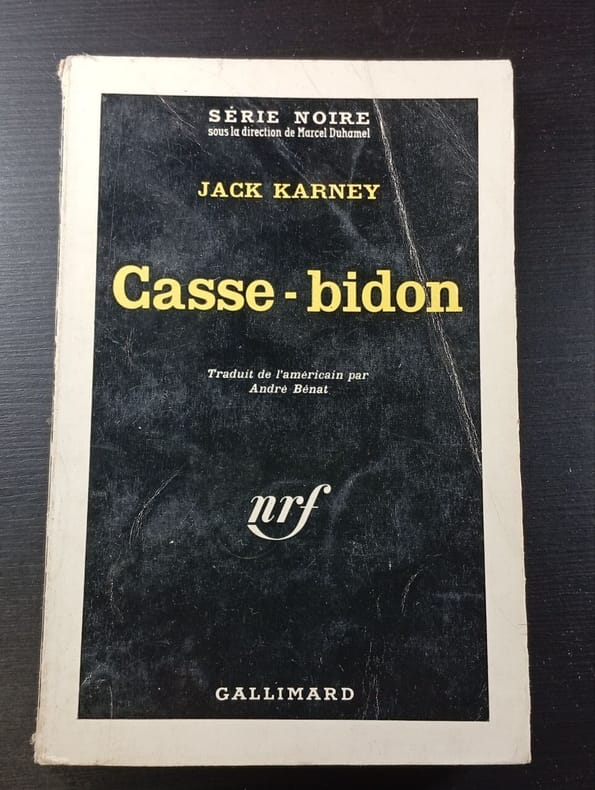 SÉRIE NOIRE
sous la direction de Marcel Duhamel
JACK KARNEY
Casse-bidon
Traduit de l'américain par
André Bénat
nrf
GALLIMARD